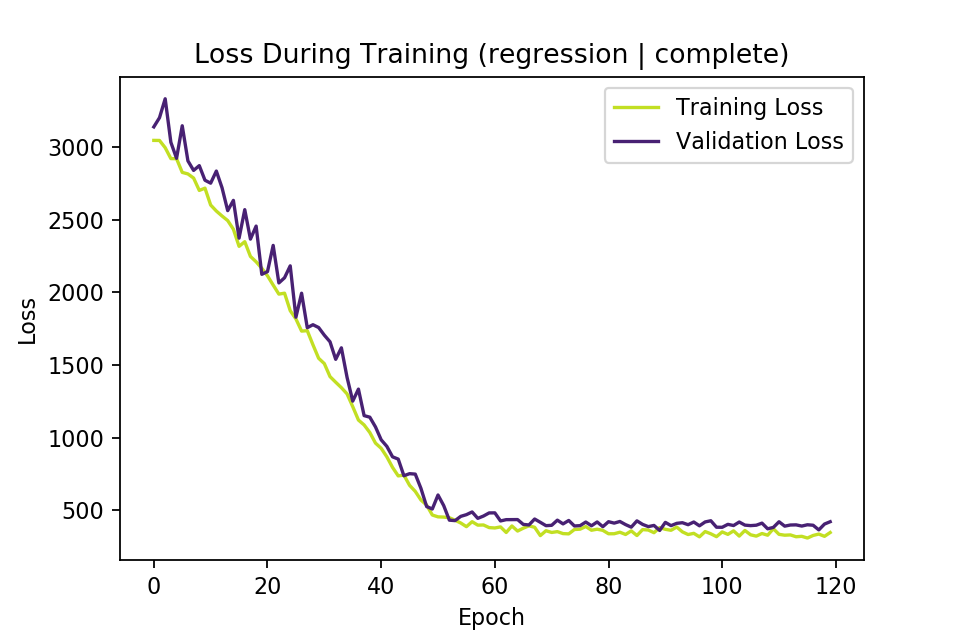 Loss During Training (regression | complete)
Training Loss
Validation Loss
3000
2500
2000
1500
1000
500
Loss
0 20 40 60 80 100 120
Epoch